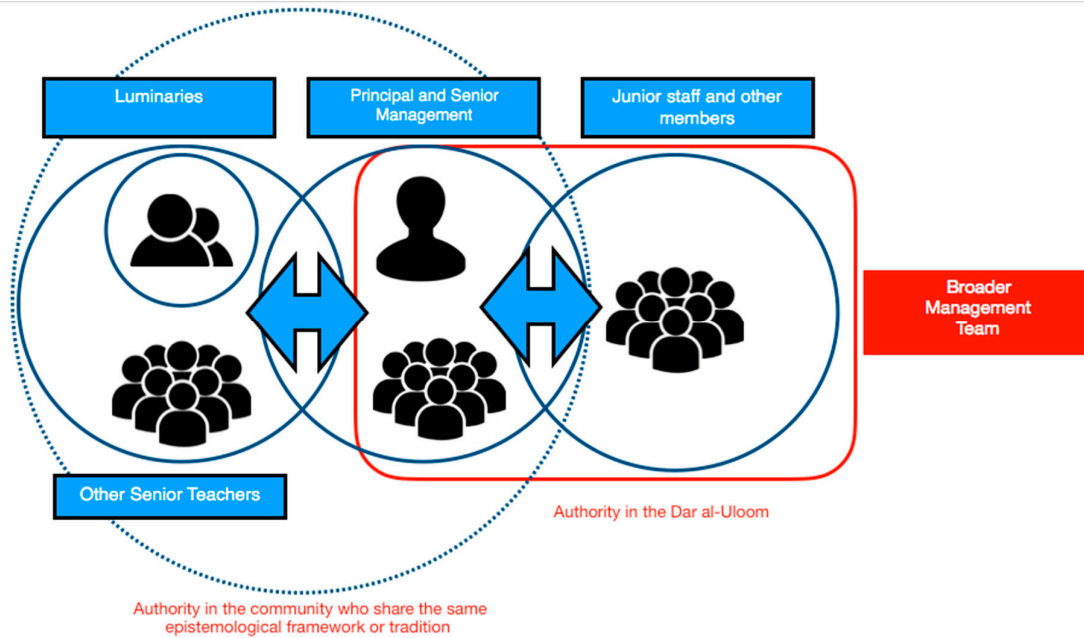 Luminaries
Principal and Senior
Management
Junior staff and other
members
Broader
Management
Team
Other Senior Teachers
Authority in the Dar al-Uloom
Authority in the community who share the same
epistemological framework or tradition